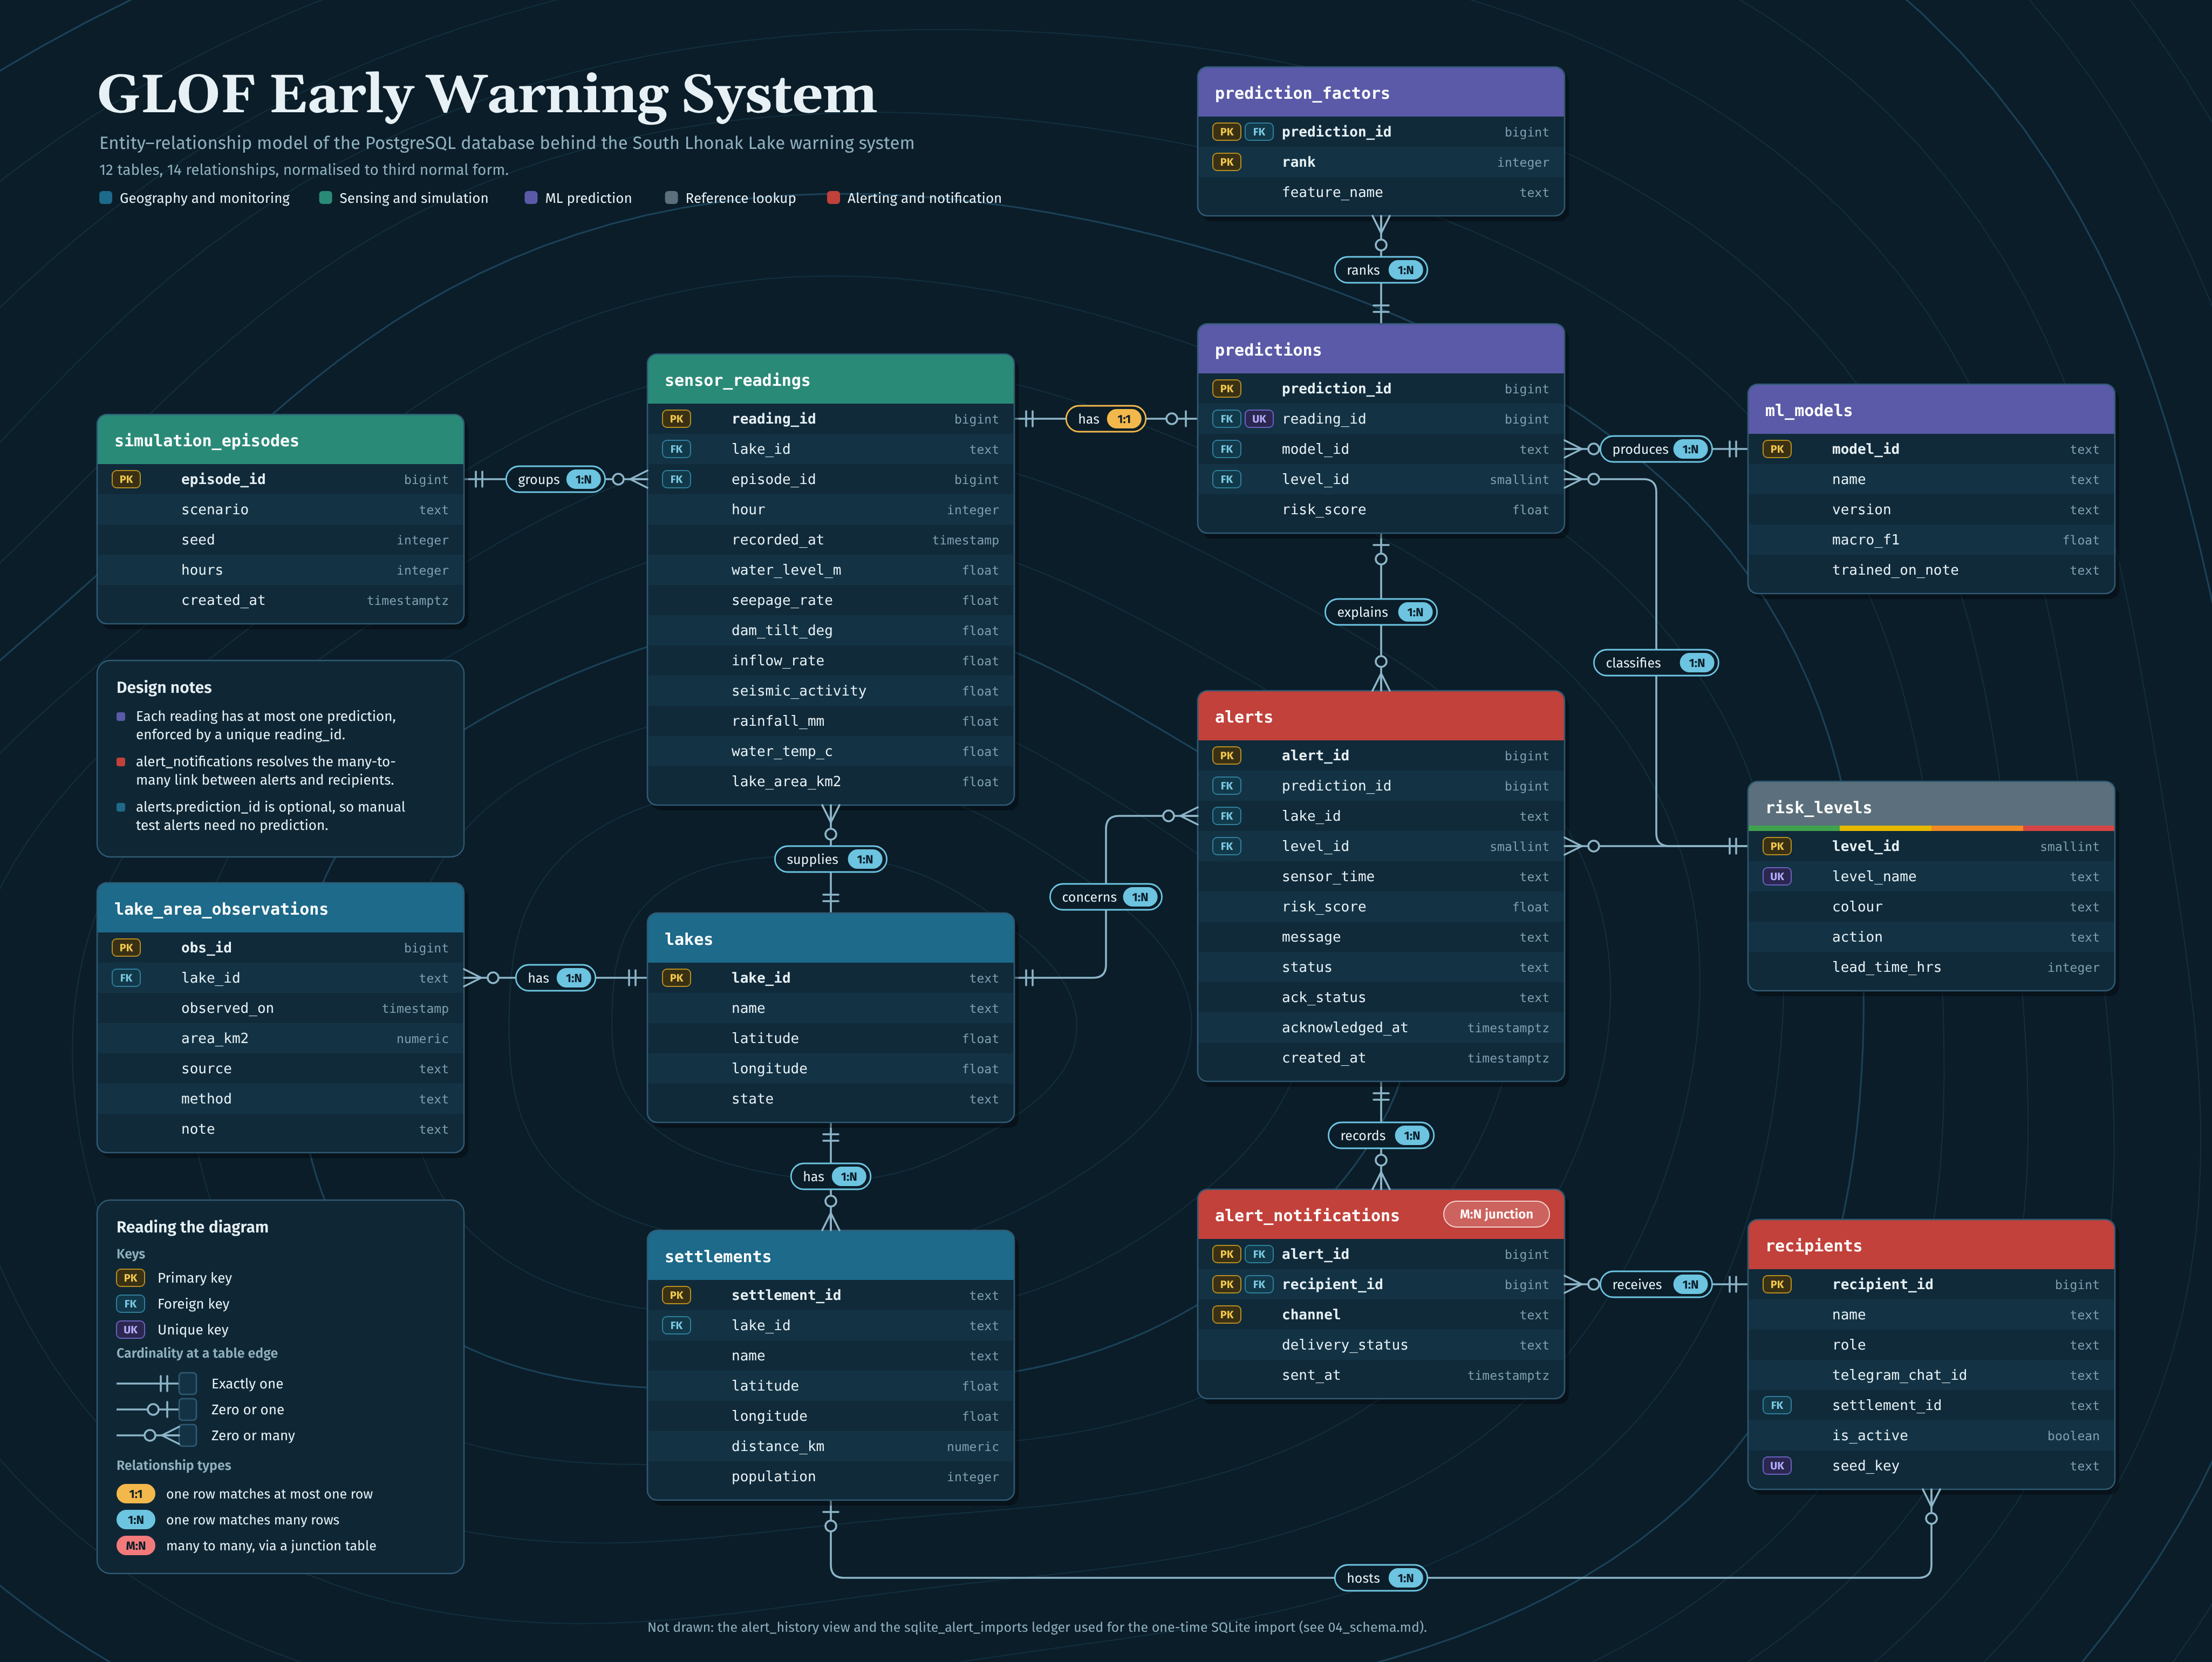 GLOF Early Warning System
Entity–relationship model of the PostgreSQL database behind the South Lhonak Lake warning system
12 tables, 14 relationships, normalised to third normal form.
Geography and monitoring
Sensing and simulation
ML prediction
Reference lookup
Alerting and notification
prediction_factors
PK FK prediction_id bigint
PK rank integer
feature_name text
ranks 1:N
predictions
PK prediction_id bigint
FK UK reading_id bigint
FK model_id text
FK level_id smallint
risk_score float
sensor_readings
PK reading_id bigint
FK lake_id text
FK episode_id bigint
hour integer
recorded_at timestamp
water_level_m float
seepage_rate float
dam_tilt_deg float
inflow_rate float
seismic_activity float
rainfall_mm float
water_temp_c float
lake_area_km2 float
has 1:1
ml_models
PK model_id text
name text
version text
macro_f1 float
trained_on_note text
produces 1:N
simulation_episodes
PK episode_id bigint
scenario text
seed integer
hours integer
created_at timestamptz
groups 1:N
explains 1:N
classifies 1:N
Design notes
Each reading has at most one prediction,
enforced by a unique reading_id.
alert_notifications resolves the many-to-
many link between alerts and recipients.
alerts.prediction_id is optional, so manual
test alerts need no prediction.
alerts
PK alert_id bigint
FK prediction_id bigint
FK lake_id text
FK level_id smallint
sensor_time text
risk_score float
message text
status text
ack_status text
acknowledged_at timestamptz
created_at timestamptz
risk_levels
PK level_id smallint
UK level_name text
colour text
action text
lead_time_hrs integer
supplies 1:N
concerns 1:N
lake_area_observations
PK obs_id bigint
FK lake_id text
observed_on timestamp
area_km2 numeric
source text
method text
note text
has 1:N
lakes
PK lake_id text
name text
latitude float
longitude float
state text
records 1:N
has 1:N
alert_notifications M:N junction
PK FK alert_id bigint
PK FK recipient_id bigint
PK channel text
delivery_status text
sent_at timestamptz
receives 1:N
recipients
PK recipient_id bigint
name text
role text
telegram_chat_id text
FK settlement_id text
is_active boolean
UK seed_key text
settlements
PK settlement_id text
FK lake_id text
name text
latitude float
longitude float
distance_km numeric
population integer
hosts 1:N
Reading the diagram
Keys
PK Primary key
FK Foreign key
UK Unique key
Cardinality at a table edge
Exactly one
Zero or one
Zero or many
Relationship types
1:1 one row matches at most one row
1:N one row matches many rows
M:N many to many, via a junction table
Not drawn: the alert_history view and the sqlite_alert_imports ledger used for the one-time SQLite import (see 04_schema.md).